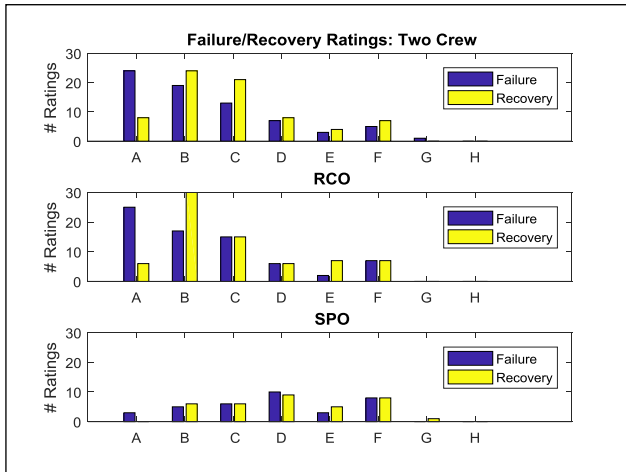 Failure/Recovery Ratings: Two Crew
# Ratings
30
20
10
0
Failure
Recovery
A B C D E F G H
RCO
# Ratings
30
20
10
0
Failure
Recovery
A B C D E F G H
SPO
# Ratings
30
20
10
0
Failure
Recovery
A B C D E F G H